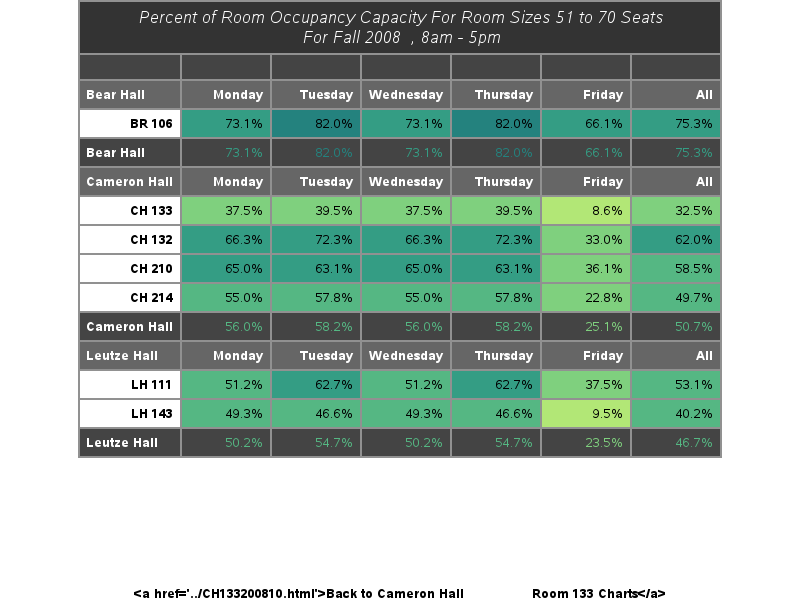 Percent of Room Occupancy Capacity For Room Sizes 51 to 70 Seats
For Fall 2008 , 8am - 5pm
Bear Hall Monday Tuesday Wednesday Thursday Friday All
BR 106 73.1% 82.0% 73.1% 82.0% 66.1% 75.3%
Bear Hall 73.1% 82.0% 73.1% 82.0% 66.1% 75.3%
Cameron Hall Monday Tuesday Wednesday Thursday Friday All
CH 133 37.5% 39.5% 37.5% 39.5% 8.6% 32.5%
CH 132 66.3% 72.3% 66.3% 72.3% 33.0% 62.0%
CH 210 65.0% 63.1% 65.0% 63.1% 36.1% 58.5%
CH 214 55.0% 57.8% 55.0% 57.8% 22.8% 49.7%
Cameron Hall 56.0% 58.2% 56.0% 58.2% 25.1% 50.7%
Leutze Hall Monday Tuesday Wednesday Thursday Friday All
LH 111 51.2% 62.7% 51.2% 62.7% 37.5% 53.1%
LH 143 49.3% 46.6% 49.3% 46.6% 9.5% 40.2%
Leutze Hall 50.2% 54.7% 50.2% 54.7% 23.5% 46.7%
<a href='../CH133200810.html'>Back to Cameron Hall Room 133 Charts</a>